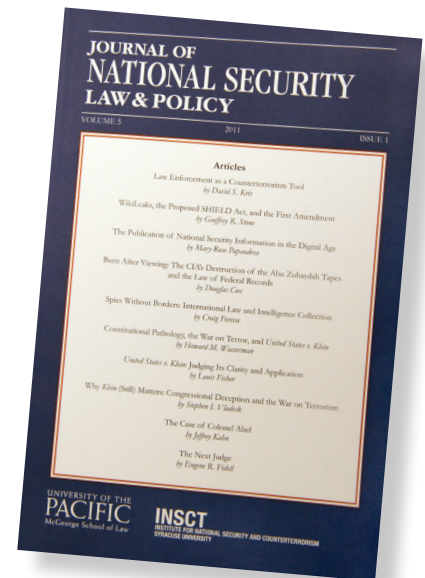 JOURNAL OF
NATIONAL SECURITY
LAW & POLICY
VOLUME 5
2011
ISSUE 1
Articles
Law Enforcement as a Counterterrorism Tool
by David S. Kris
WikiLeaks, the Proposed SHIELD Act, and the First Amendment
by Geoffrey R. Stone
The Publication of National Security Information in the Digital Age
by Mary-Rose Papandrea
Burn After Viewing: The CIA's Destruction of the Abu Zubaydah Tapes
and the Law of Federal Records
by Douglas Cox
Spies Without Borders: International Law and Intelligence Collection
by Craig Forcese
Constitutional Pathology, the War on Terror, and United States v. Klein
by Howard M. Wasserman
United States v. Klein: Judging Its Clarity and Application
by Louis Fisher
Why Klein (Still) Matters: Congressional Deception and the War on Terrorism
by Stephen I. Vladeck
The Case of Colonel Abel
by Jeffrey Kahn
The Next Judge
by Eugene R. Fidell
UNIVERSITY OF THE
PACIFIC
McGeorge School of Law
INSCT
INSTITUTE FOR NATIONAL SECURITY AND COUNTERTERRORISM
SYRACUSE UNIVERSITY